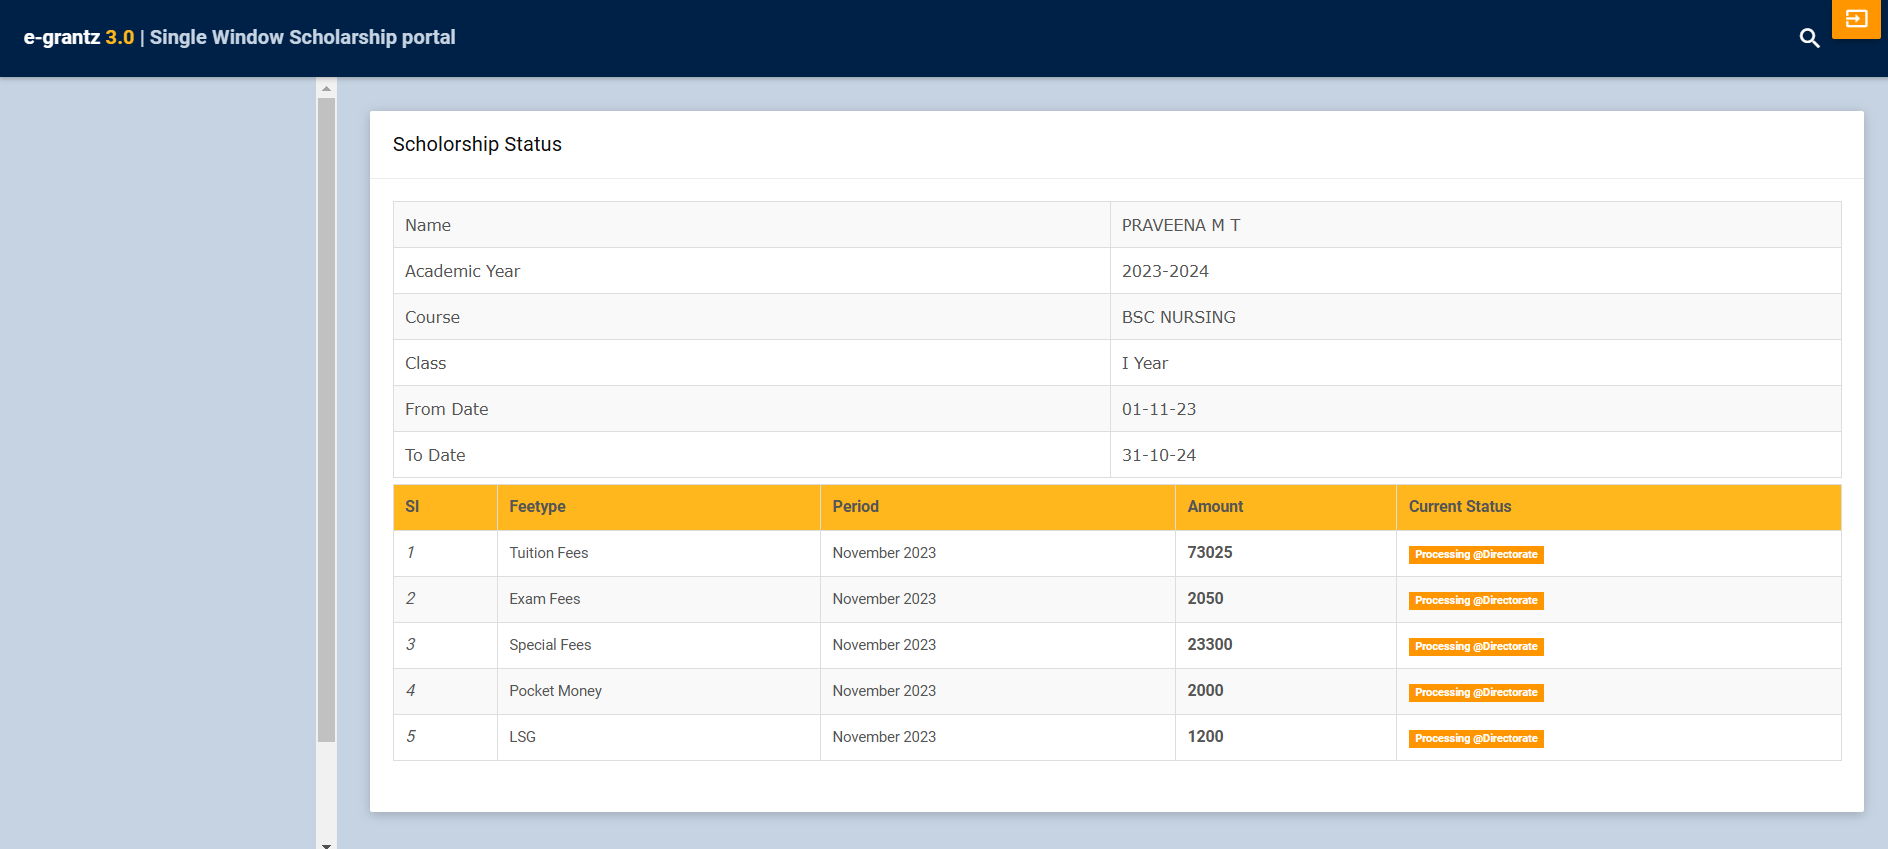 e-grantz 3.0 | Single Window Scholarship portal
Scholorship Status
Name PRAVEENA M T
Academic Year 2023-2024
Course BSC NURSING
Class I Year
From Date 01-11-23
To Date 31-10-24
Sl Feetype Period Amount Current Status
1 Tuition Fees November 2023 73025 Processing @Directorate
2 Exam Fees November 2023 2050 Processing @Directorate
3 Special Fees November 2023 23300 Processing @Directorate
4 Pocket Money November 2023 2000 Processing @Directorate
5 LSG November 2023 1200 Processing @Directorate